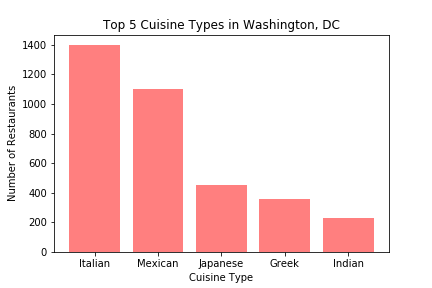 Top 5 Cuisine Types in Washington, DC
1400
1200
1000
800
600
400
200
0
Number of Restaurants
Italian Mexican Japanese Greek Indian
Cuisine Type